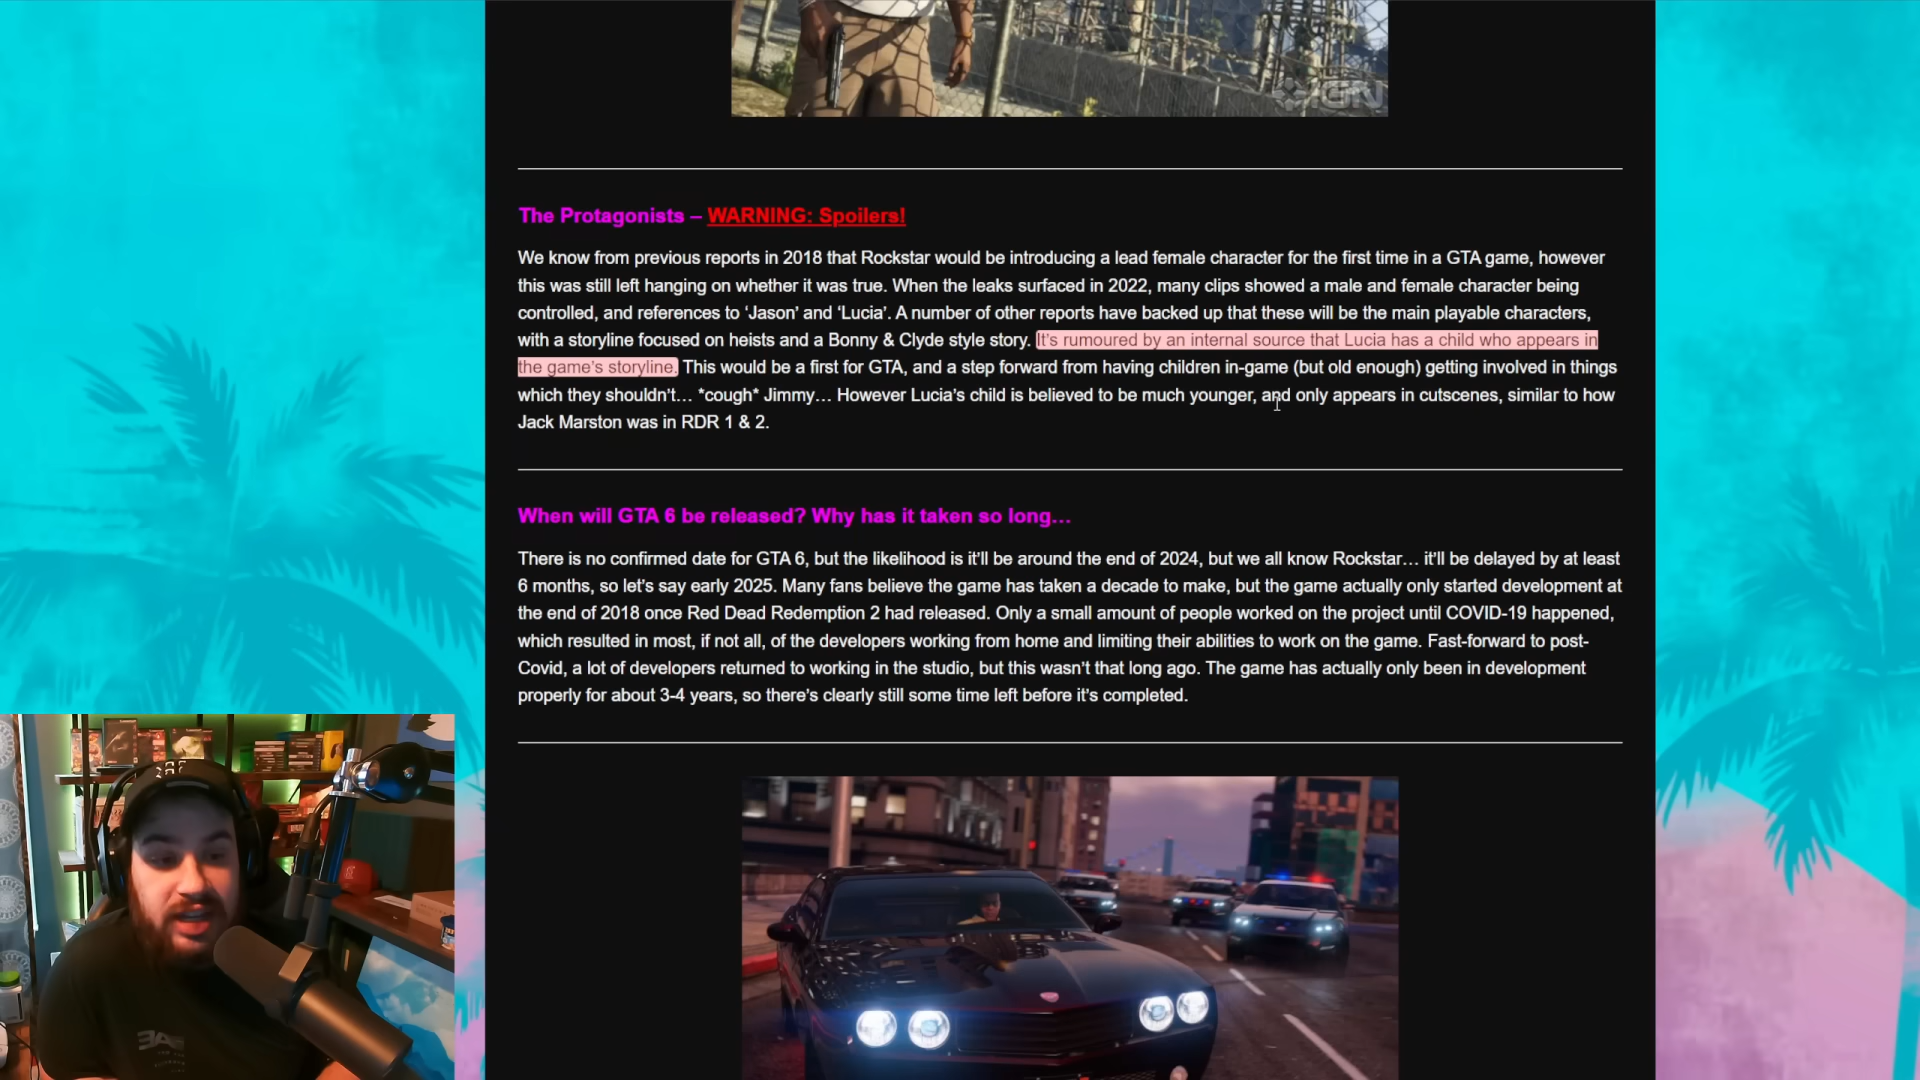 IGN
The Protagonists – WARNING: Spoilers!
We know from previous reports in 2018 that Rockstar would be introducing a lead female character for the first time in a GTA game, however
this was still left hanging on whether it was true. When the leaks surfaced in 2022, many clips showed a male and female character being
controlled, and references to ‘Jason’ and ‘Lucia’. A number of other reports have backed up that these will be the main playable characters,
with a storyline focused on heists and a Bonny & Clyde style story. It’s rumoured by an internal source that Lucia has a child who appears in
the game’s storyline. This would be a first for GTA, and a step forward from having children in-game (but old enough) getting involved in things
which they shouldn’t… *cough* Jimmy… However Lucia’s child is believed to be much younger, and only appears in cutscenes, similar to how
Jack Marston was in RDR 1 & 2.
When will GTA 6 be released? Why has it taken so long…
There is no confirmed date for GTA 6, but the likelihood is it’ll be around the end of 2024, but we all know Rockstar… it’ll be delayed by at least
6 months, so let’s say early 2025. Many fans believe the game has taken a decade to make, but the game actually only started development at
the end of 2018 once Red Dead Redemption 2 had released. Only a small amount of people worked on the project until COVID-19 happened,
which resulted in most, if not all, of the developers working from home and limiting their abilities to work on the game. Fast-forward to post-
Covid, a lot of developers returned to working in the studio, but this wasn’t that long ago. The game has actually only been in development
properly for about 3-4 years, so there’s clearly still some time left before it’s completed.